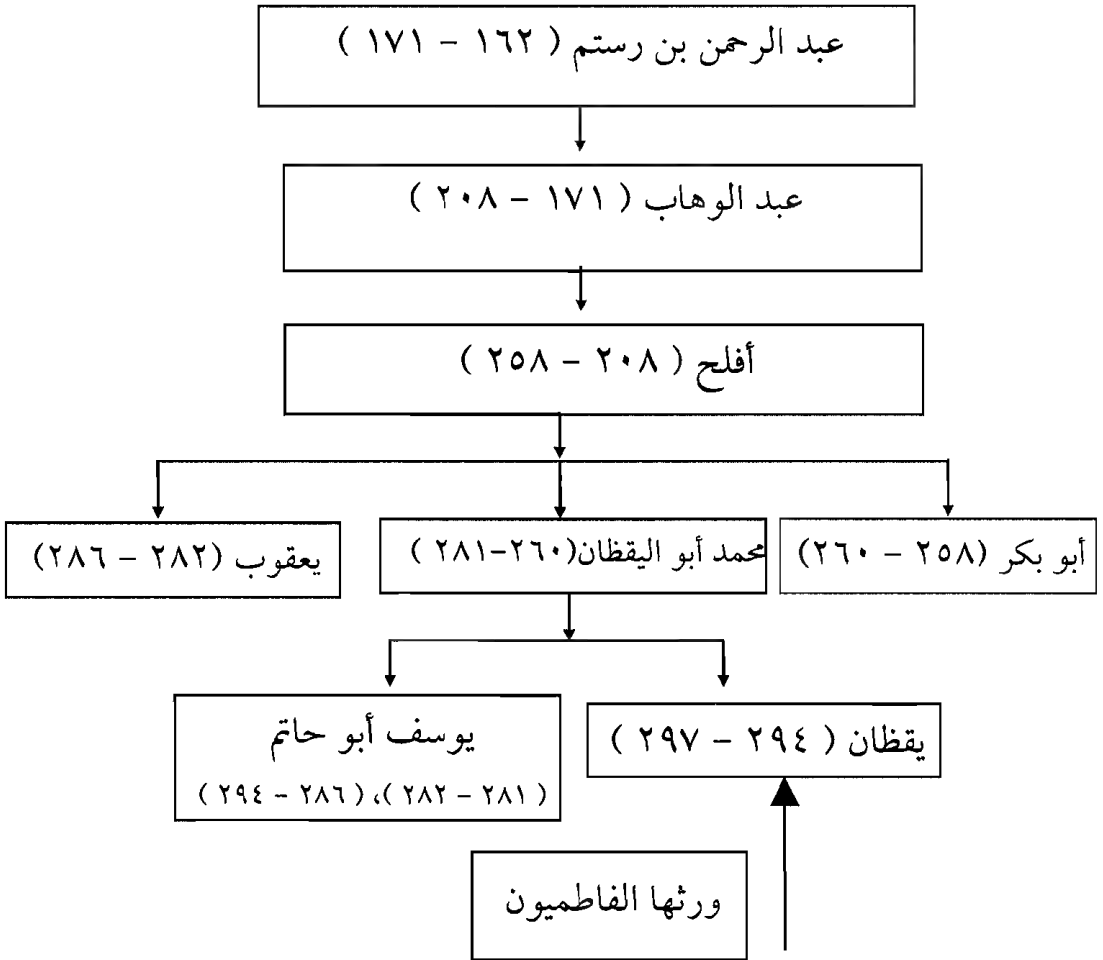 عبد الرحمن بن رستم ( ١٦٢ - ١٧١ )
عبد الوهاب ( ١٧١ - ٢٠٨ )
أفلح ( ٢٠٨ - ٢٥٨ )
أبو بكر (٢٥٨ - ٢٦٠)
محمد أبو اليقظان(٢٦٠-٢٨١ )
يعقوب (٢٨٢ - ٢٨٦)
يقظان ( ٢٩٤ - ٢٩٧ )
يوسف أبو حاتم
( ٢٨١ - ٢٨٢)، (٢٨٦ - ٢٩٤ )
ورثها الفاطميون